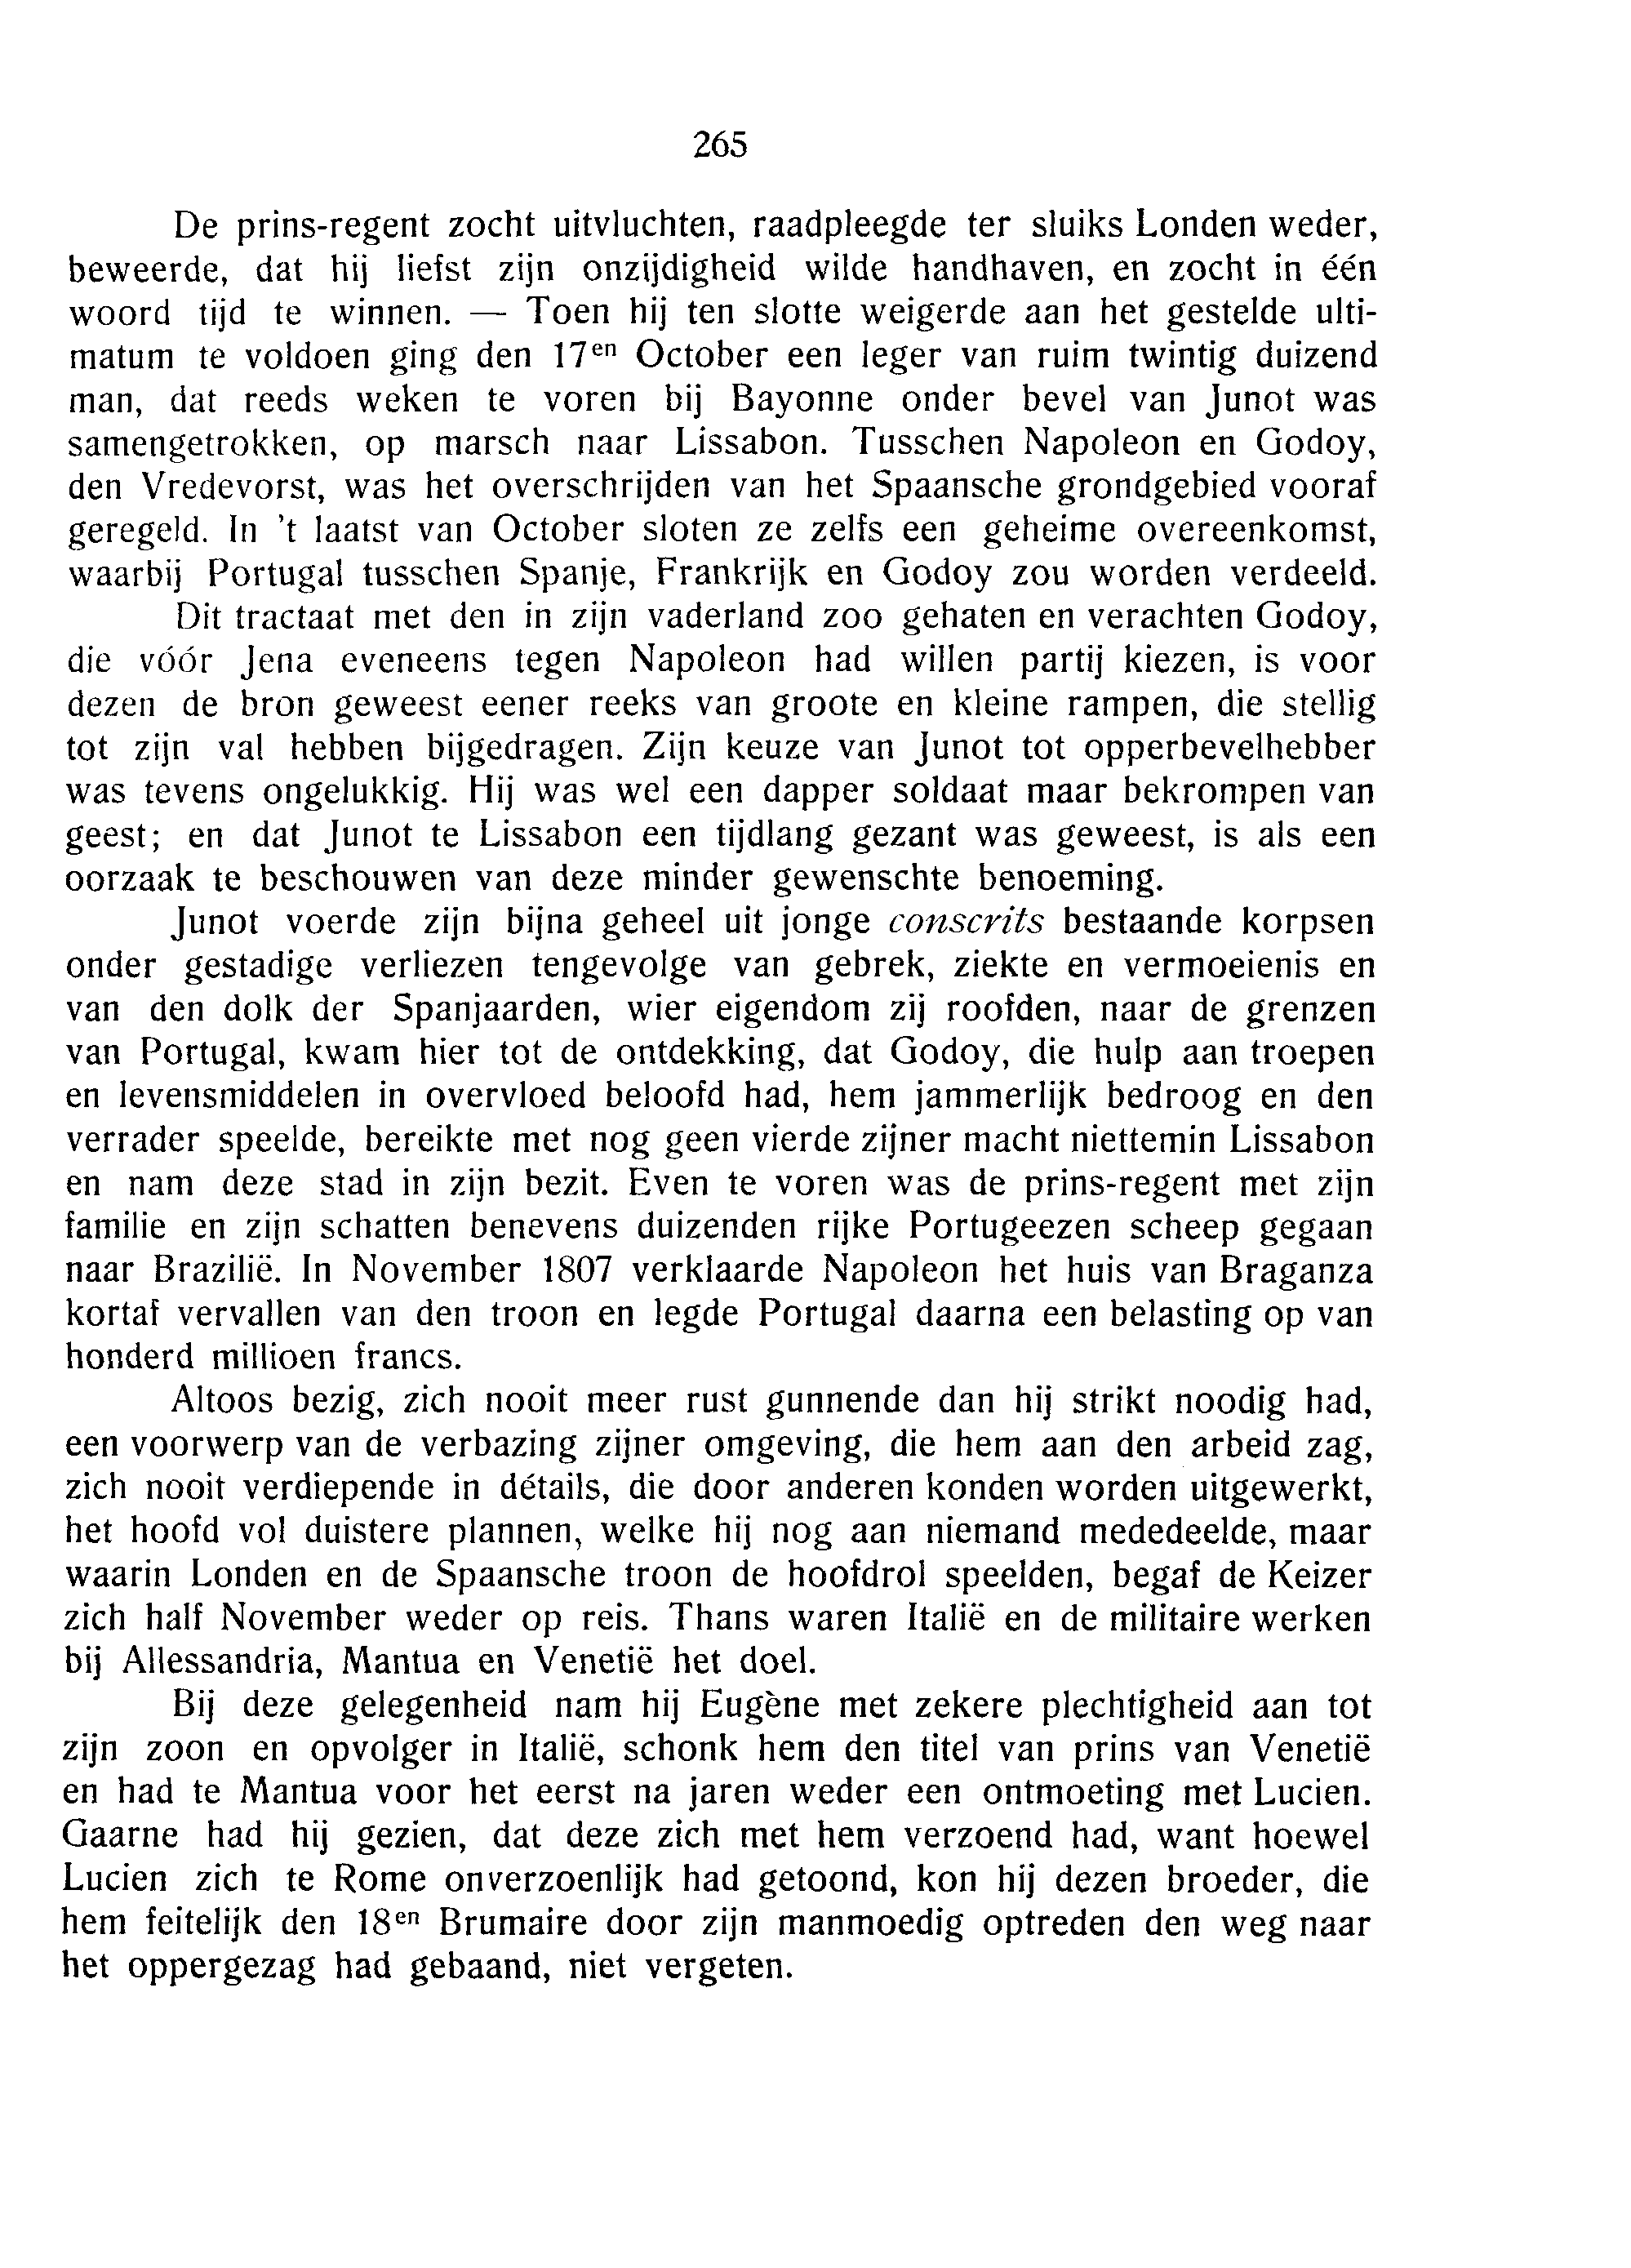 265
De prins-regent zocht uitvluchten, raadpleegde ter sluiks Londen weder,
beweerde, dat hij liefst zijn onzijdigheid wilde handhaven, en zocht in één
woord tijd te winnen. — Toen hij ten slotte weigerde aan het gestelde ulti-
matum te voldoen ging den 17en October een leger van ruim twintig duizend
man, dat reeds weken te voren bij Bayonne onder bevel van Junot was
samengetrokken, op marsch naar Lissabon. Tusschen Napoleon en Godoy,
den Vredevorst, was het overschrijden van het Spaansche grondgebied vooraf
geregeld. In 't laatst van October sloten ze zelfs een geheime overeenkomst,
waarbij Portugal tusschen Spanje, Frankrijk en Godoy zou worden verdeeld.
Dit tractaat met den in zijn vaderland zoo gehaten en verachten Godoy,
die vóór Jena eveneens tegen Napoleon had willen partij kiezen, is voor
dezen de bron geweest eener reeks van groote en kleine rampen, die stellig
tot zijn val hebben bijgedragen. Zijn keuze van Junot tot opperbevelhebber
was tevens ongelukkig. Hij was wel een dapper soldaat maar bekrompen van
geest; en dat Junot te Lissabon een tijdlang gezant was geweest, is als een
oorzaak te beschouwen van deze minder gewenschte benoeming.
Junot voerde zijn bijna geheel uit jonge conscrits bestaande korpsen
onder gestadige verliezen tengevolge van gebrek, ziekte en vermoeienis en
van den dolk der Spanjaarden, wier eigendom zij roofden, naar de grenzen
van Portugal, kwam hier tot de ontdekking, dat Godoy, die hulp aan troepen
en levensmiddelen in overvloed beloofd had, hem jammerlijk bedroog en den
verrader speelde, bereikte met nog geen vierde zijner macht niettemin Lissabon
en nam deze stad in zijn bezit. Even te voren was de prins-regent met zijn
familie en zijn schatten benevens duizenden rijke Portugeezen scheep gegaan
naar Brazilië. In November 1807 verklaarde Napoleon het huis van Braganza
kortaf vervallen van den troon en legde Portugal daarna een belasting op van
honderd millioen francs.
Altoos bezig, zich nooit meer rust gunnende dan hij strikt noodig had,
een voorwerp van de verbazing zijner omgeving, die hem aan den arbeid zag,
zich nooit verdiepende in détails, die door anderen konden worden uitgewerkt,
het hoofd vol duistere plannen, welke hij nog aan niemand mededeelde, maar
waarin Londen en de Spaansche troon de hoofdrol speelden, begaf de Keizer
zich half November weder op reis. Thans waren Italië en de militaire werken
bij Allessandria, Mantua en Venetië het doel.
Bij deze gelegenheid nam hij Eugène met zekere plechtigheid aan tot
zijn zoon en opvolger in Italië, schonk hem den titel van prins van Venetië
en had te Mantua voor het eerst na jaren weder een ontmoeting met Lucien.
Gaarne had hij gezien, dat deze zich met hem verzoend had, want hoewel
Lucien zich te Rome onverzoenlijk had getoond, kon hij dezen broeder, die
hem feitelijk den 18en Brumaire door zijn manmoedig optreden den weg naar
het oppergezag had gebaand, niet vergeten.